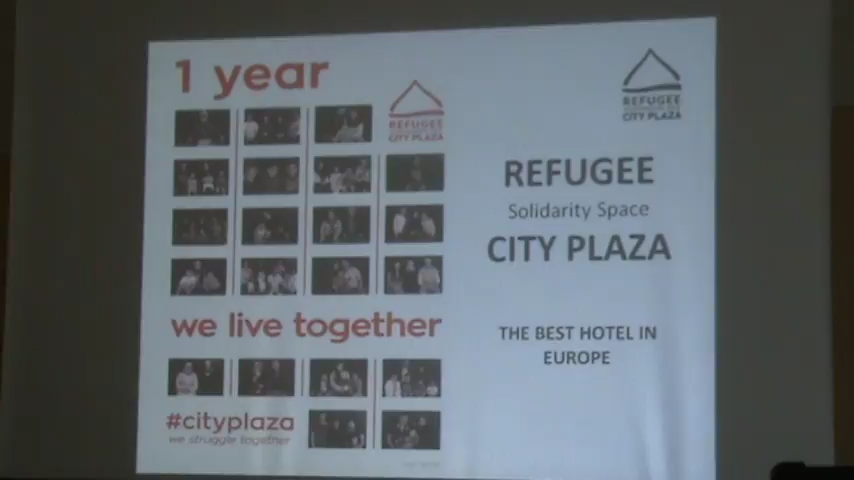 1 year
REFUGEE
CITY PLAZA
we live together
#cityplaza
we struggle together
REFUGEE
CITY PLAZA
REFUGEE
Solidarity Space
CITY PLAZA
THE BEST HOTEL IN
EUROPE